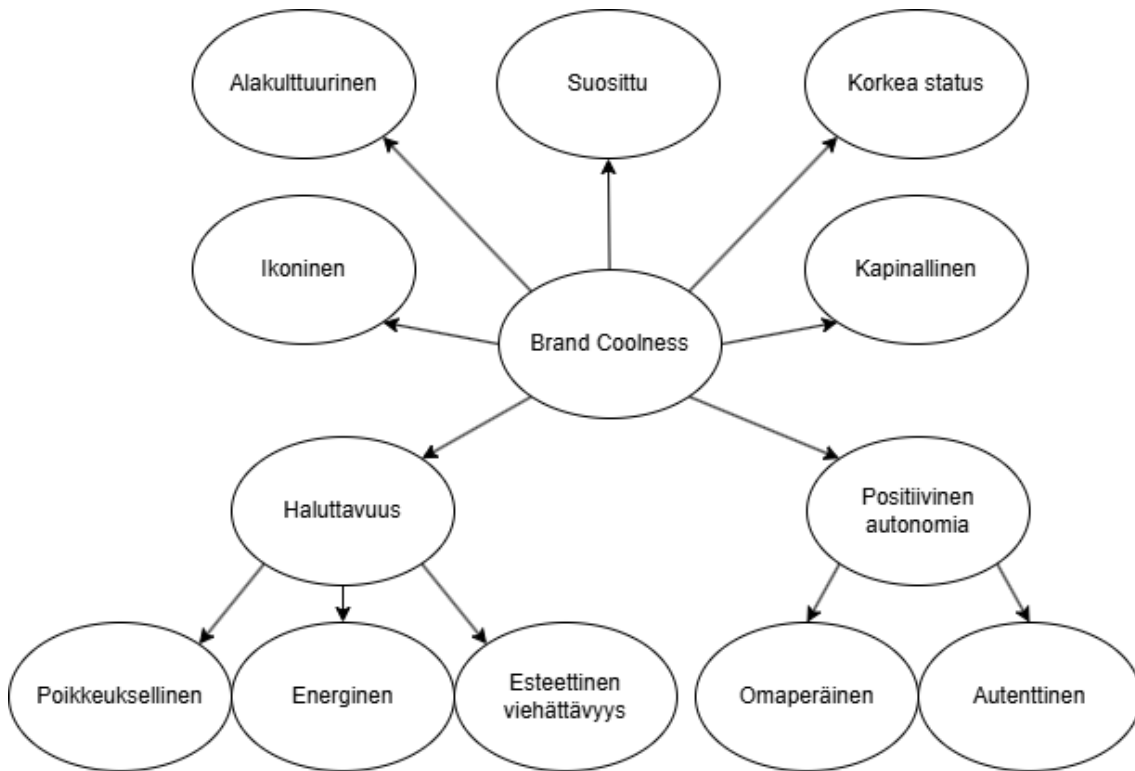 Alakulttuurinen
Suosittu
Korkea status
Ikoninen
Kapinallinen
Brand Coolness
Haluttavuus
Positiivinen
autonomia
Poikkeuksellinen
Energinen
Esteettinen
viehättävyys
Omaperäinen
Autenttinen